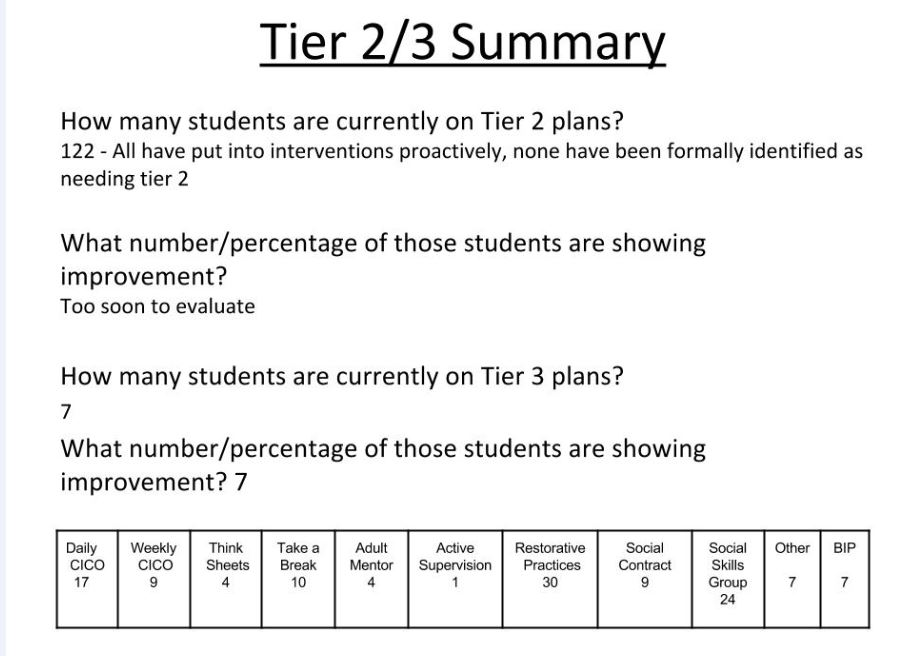 Tier 2/3 Summary
How many students are currently on Tier 2 plans?
122 - All have put into interventions proactively, none have been formally identified as
needing tier 2
What number/percentage of those students are showing
improvement?
Too soon to evaluate
How many students are currently on Tier 3 plans?
7
What number/percentage of those students are showing
improvement? 7
Daily CICO 17
Weekly CICO 9
Think Sheets 4
Take a Break 10
Adult Mentor 4
Active Supervision 1
Restorative Practices 30
Social Contract 9
Social Skills Group 24
Other 7
BIP 7